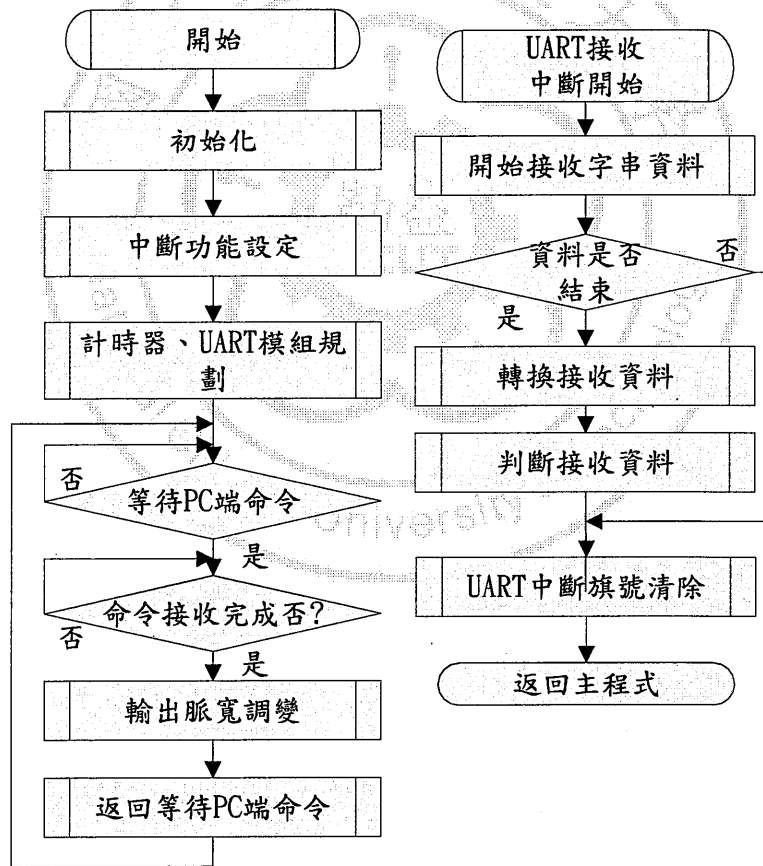 開始
初始化
中斷功能設定
計時器、UART模組規
劃
否
等待PC端命令
是
命令接收完成否?
否
是
輸出脈寬調變
返回等待PC端命令
UART接收
中斷開始
開始接收字串資料
資料是否
結束
否
是
轉換接收資料
判斷接收資料
UART中斷旗號清除
返回主程式
University